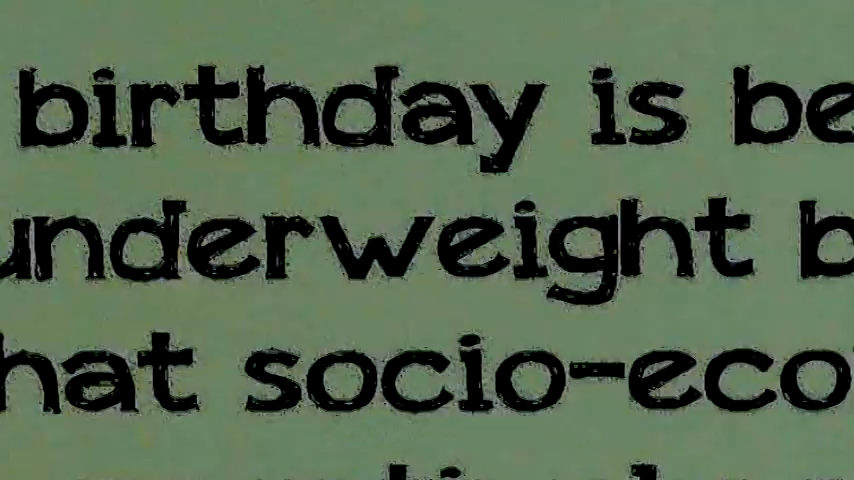 birthday is be
underweight b
hat socio-eco